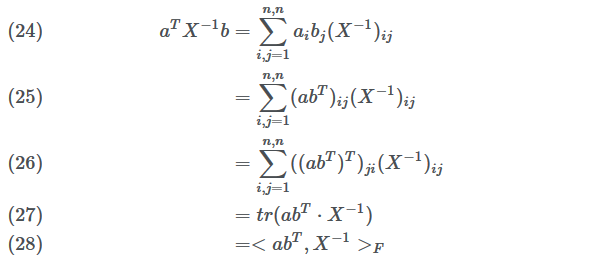 (24) a^T X^{-1} b = \sum_{i,j=1}^{n,n} a_i b_j (X^{-1})_{ij}
(25) = \sum_{i,j=1}^{n,n} (ab^T)_{ij} (X^{-1})_{ij}
(26) = \sum_{i,j=1}^{n,n} ((ab^T)^T)_{ji} (X^{-1})_{ij}
(27) = tr(ab^T \cdot X^{-1})
(28) =< ab^T, X^{-1} >_F